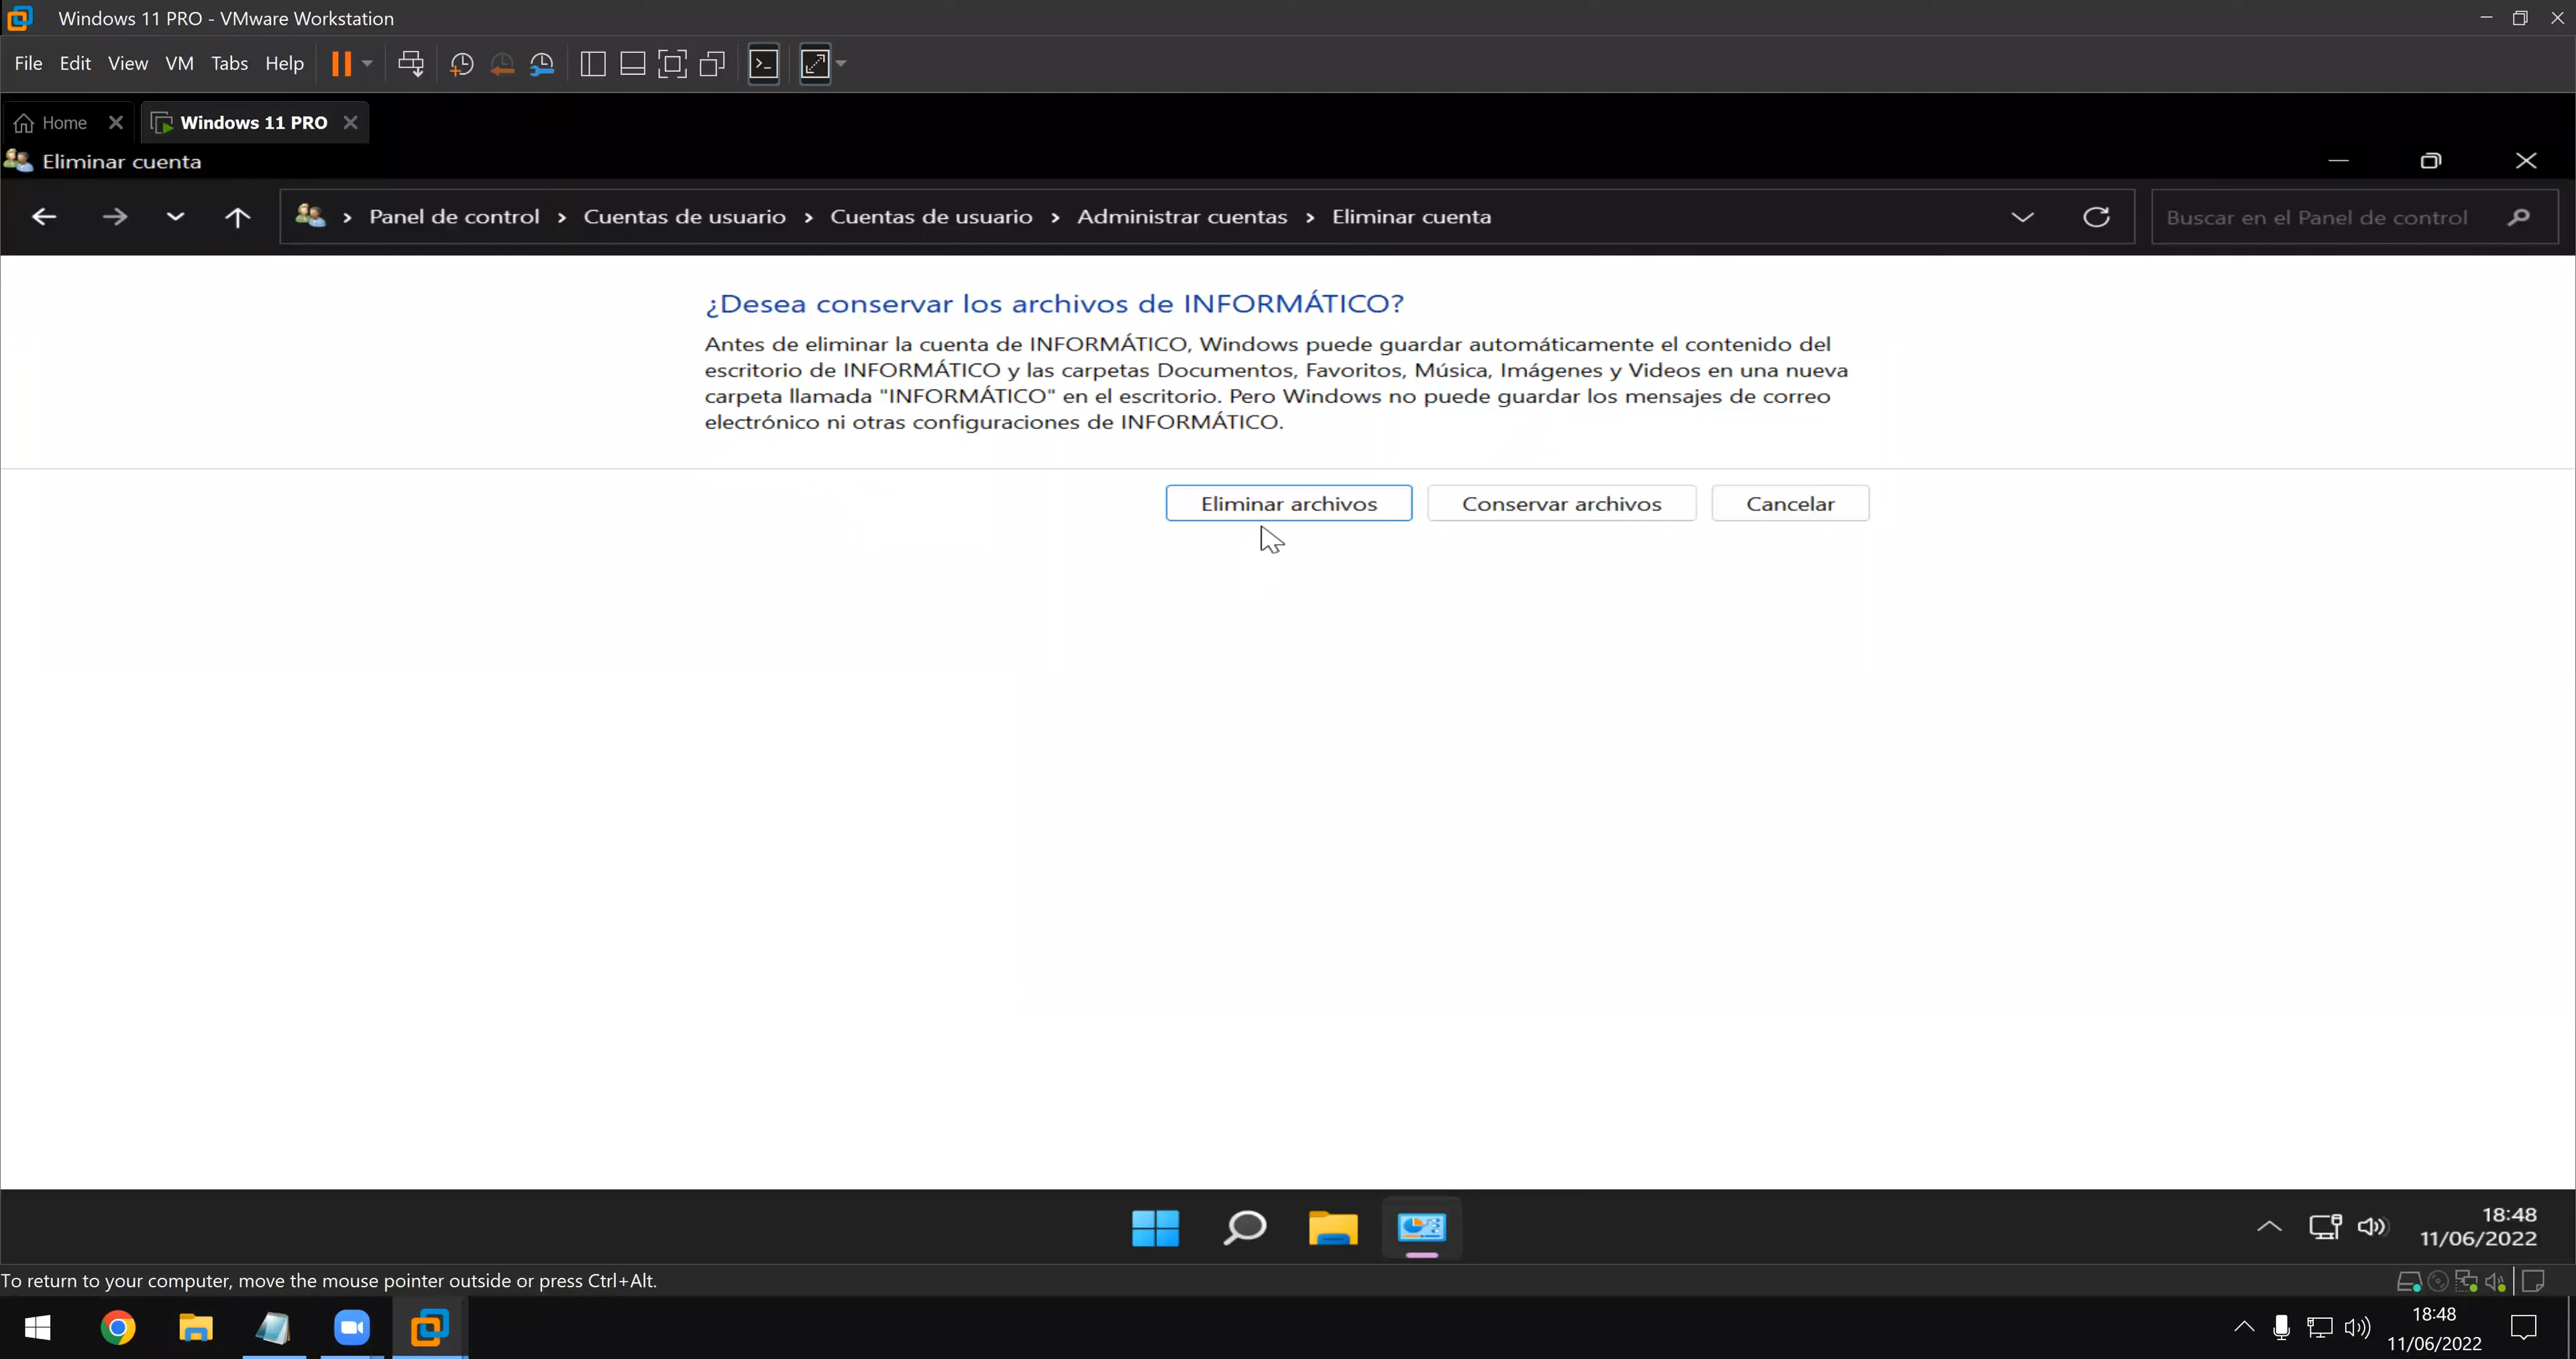 Windows 11 PRO - VMware Workstation
File Edit View VM Tabs Help
Home Windows 11 PRO
Eliminar cuenta
Panel de control > Cuentas de usuario > Cuentas de usuario > Administrar cuentas > Eliminar cuenta
Buscar en el Panel de control
¿Desea conservar los archivos de INFORMÁTICO?
Antes de eliminar la cuenta de INFORMÁTICO, Windows puede guardar automáticamente el contenido del
escritorio de INFORMÁTICO y las carpetas Documentos, Favoritos, Música, Imágenes y Videos en una nueva
carpeta llamada "INFORMÁTICO" en el escritorio. Pero Windows no puede guardar los mensajes de correo
electrónico ni otras configuraciones de INFORMÁTICO.
Eliminar archivos Conservar archivos Cancelar
18:48
11/06/2022
To return to your computer, move the mouse pointer outside or press Ctrl+Alt.
18:48
11/06/2022